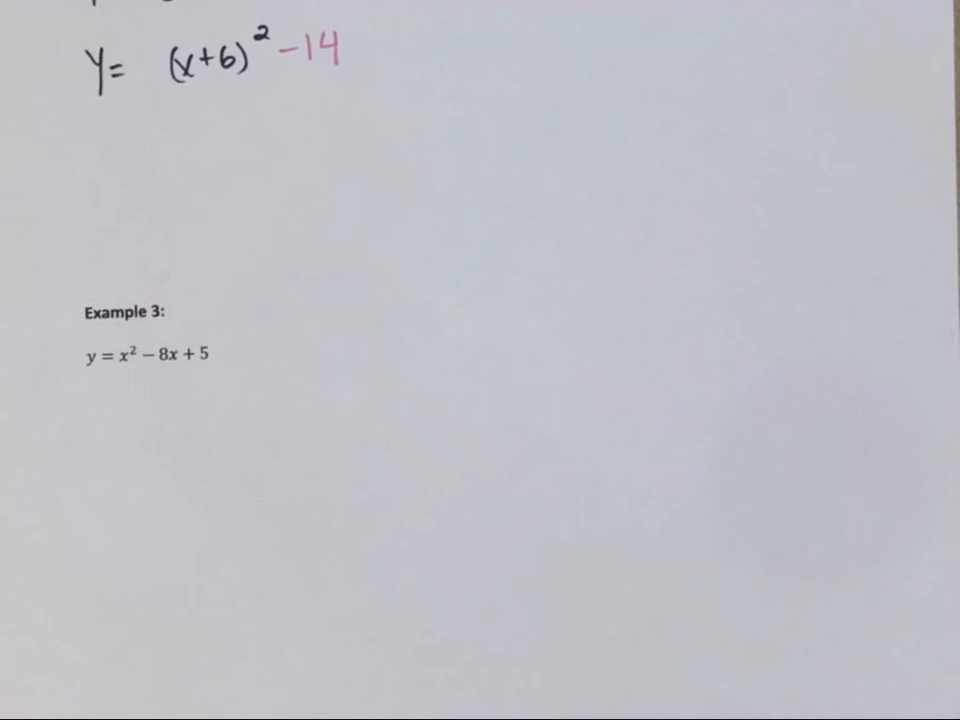 y = (x+6)² -14
Example 3:
y = x² − 8x + 5